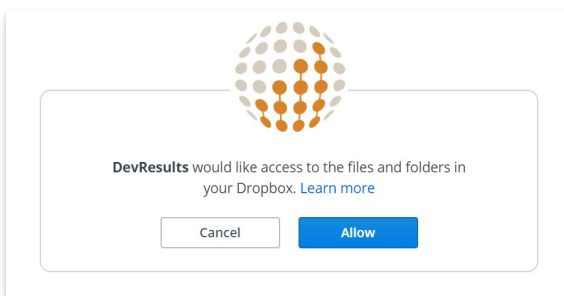 DevResults would like access to the files and folders in
your Dropbox. Learn more
Cancel
Allow